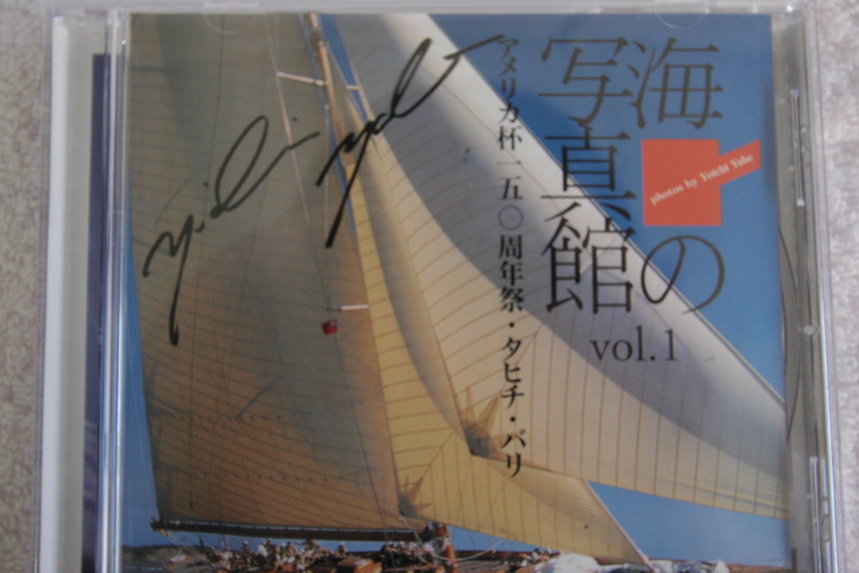 海の
写真館
vol.1
photos by Yoichi Yabe
アメリカ杯一五〇周年祭・タヒチ・バリ